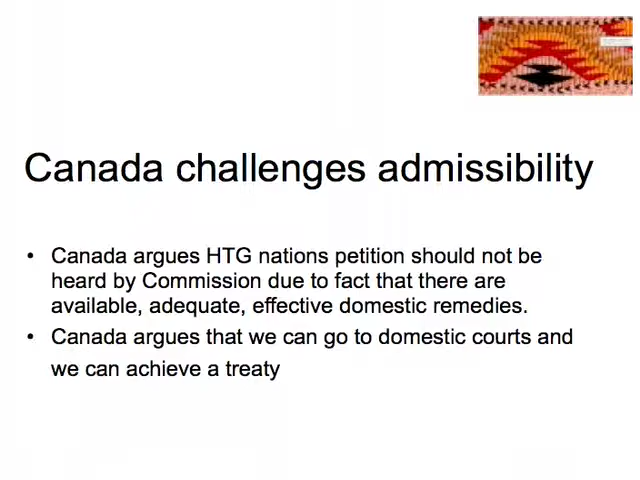 Canada challenges admissibility
• Canada argues HTG nations petition should not be
heard by Commission due to fact that there are
available, adequate, effective domestic remedies.
• Canada argues that we can go to domestic courts and
we can achieve a treaty